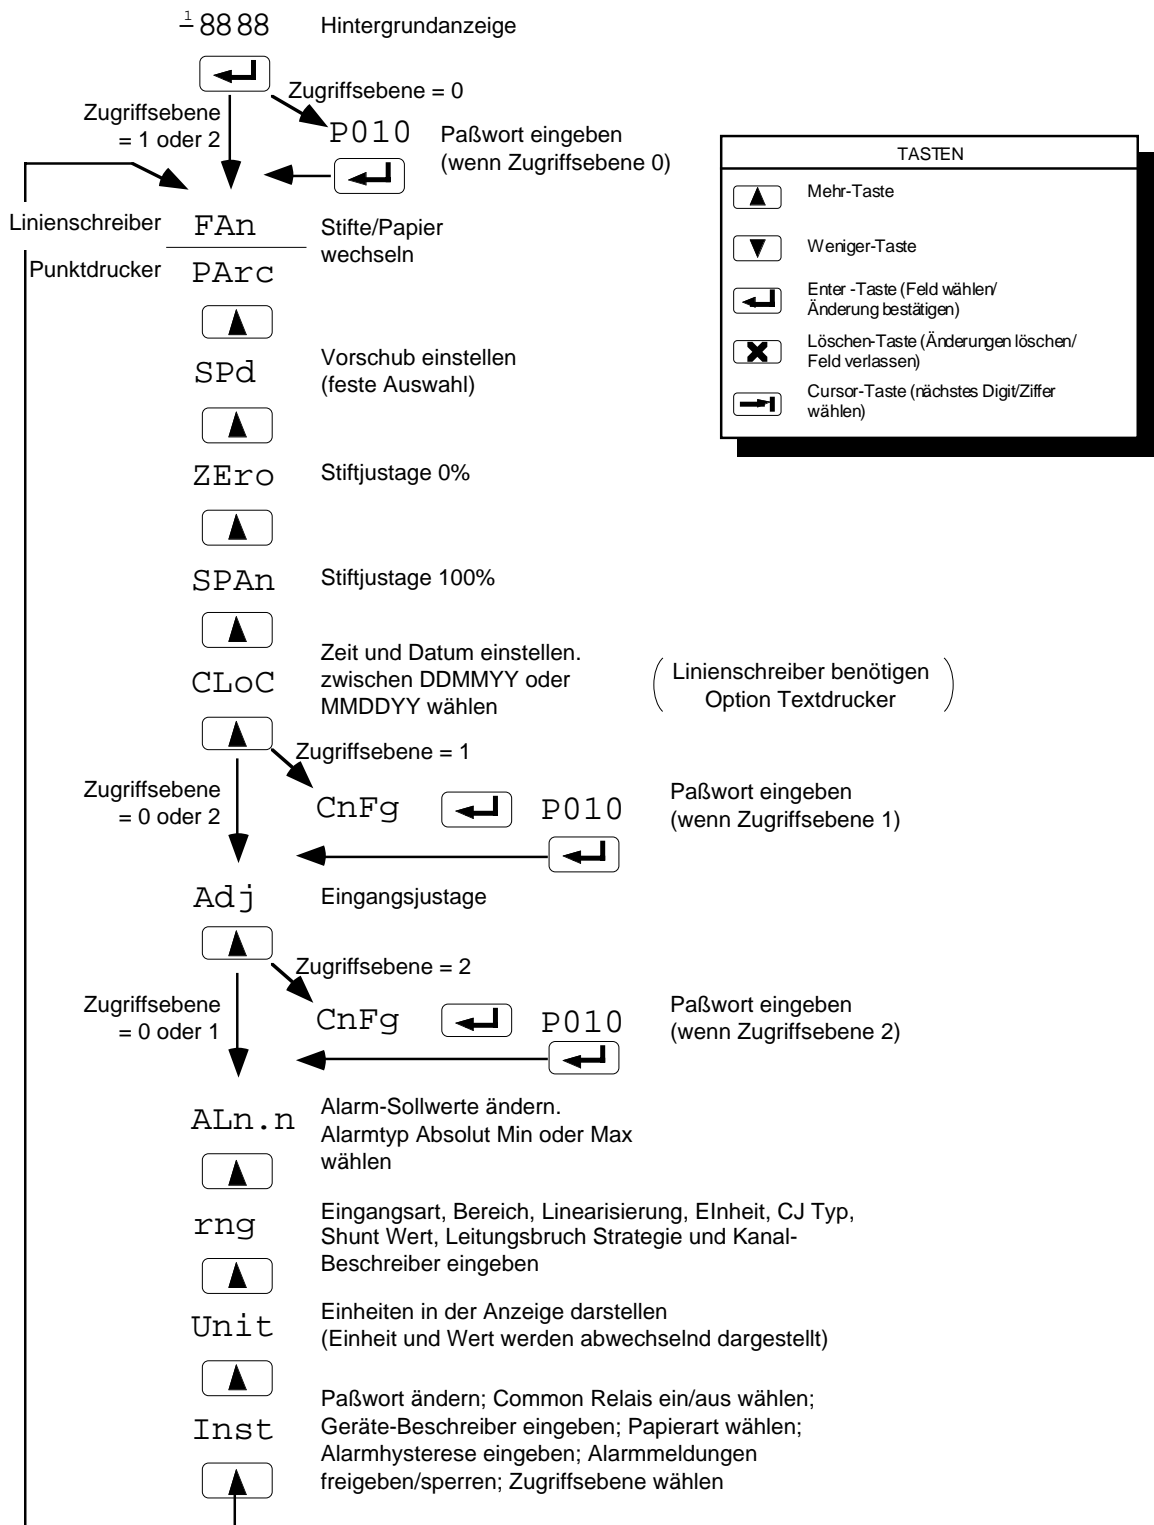 1 8888 Hintergrundanzeige
Zugriffsebene = 0
Zugriffsebene
= 1 oder 2
P010 Paßwort eingeben
(wenn Zugriffsebene 0)
TASTEN
Mehr-Taste
Weniger-Taste
Enter -Taste (Feld wählen/
Änderung bestätigen)
Löschen-Taste (Änderungen löschen/
Feld verlassen)
Cursor-Taste (nächstes Digit/Ziffer
wählen)
Linienschreiber FAn Stifte/Papier
wechseln
Punktdrucker PArc
SPd Vorschub einstellen
(feste Auswahl)
ZEro Stiftjustage 0%
SPAn Stiftjustage 100%
CLoC Zeit und Datum einstellen.
zwischen DDMMYY oder
MMDDYY wählen
(Linienschreiber benötigen
Option Textdrucker)
Zugriffsebene = 1
Zugriffsebene
= 0 oder 2
CnFg P010 Paßwort eingeben
(wenn Zugriffsebene 1)
Adj Eingangsjustage
Zugriffsebene = 2
Zugriffsebene
= 0 oder 1
CnFg P010 Paßwort eingeben
(wenn Zugriffsebene 2)
ALn.n Alarm-Sollwerte ändern.
Alarmtyp Absolut Min oder Max
wählen
rng Eingangsart, Bereich, Linearisierung, EInheit, CJ Typ,
Shunt Wert, Leitungsbruch Strategie und Kanal-
Beschreiber eingeben
Unit Einheiten in der Anzeige darstellen
(Einheit und Wert werden abwechselnd dargestellt)
Inst Paßwort ändern; Common Relais ein/aus wählen;
Geräte-Beschreiber eingeben; Papierart wählen;
Alarmhysterese eingeben; Alarmmeldungen
freigeben/sperren; Zugriffsebene wählen